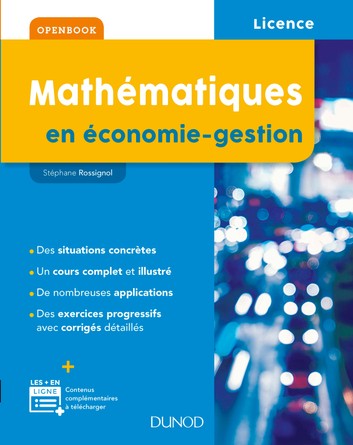 OPENBOOK
Licence
Mathématiques
en économie-gestion
Stéphane Rossignol
• Des situations concrètes
• Un cours complet et illustré
• De nombreuses applications
• Des exercices progressifs
avec corrigés détaillés
+
LES + EN
LIGNE
Contenus
complémentaires
à télécharger
DUNOD